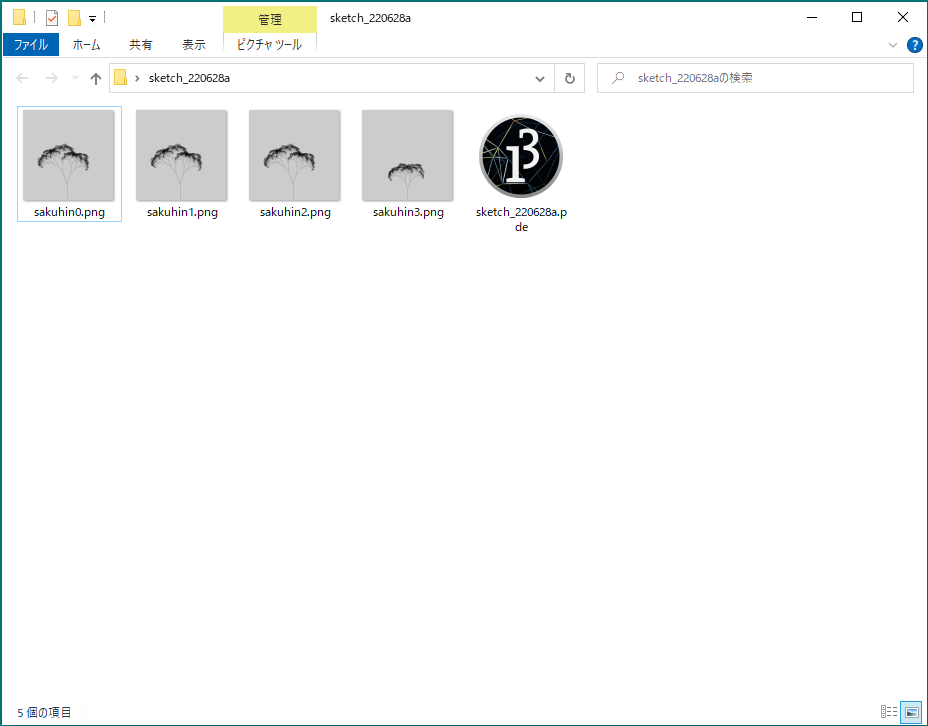 管理
sketch_220628a
ファイル
ホーム
共有
表示
ピクチャ ツール
?
sketch_220628a
sketch_220628aの検索
sakuhin0.png
sakuhin1.png
sakuhin2.png
sakuhin3.png
sketch_220628a.p
de
5 個の項目